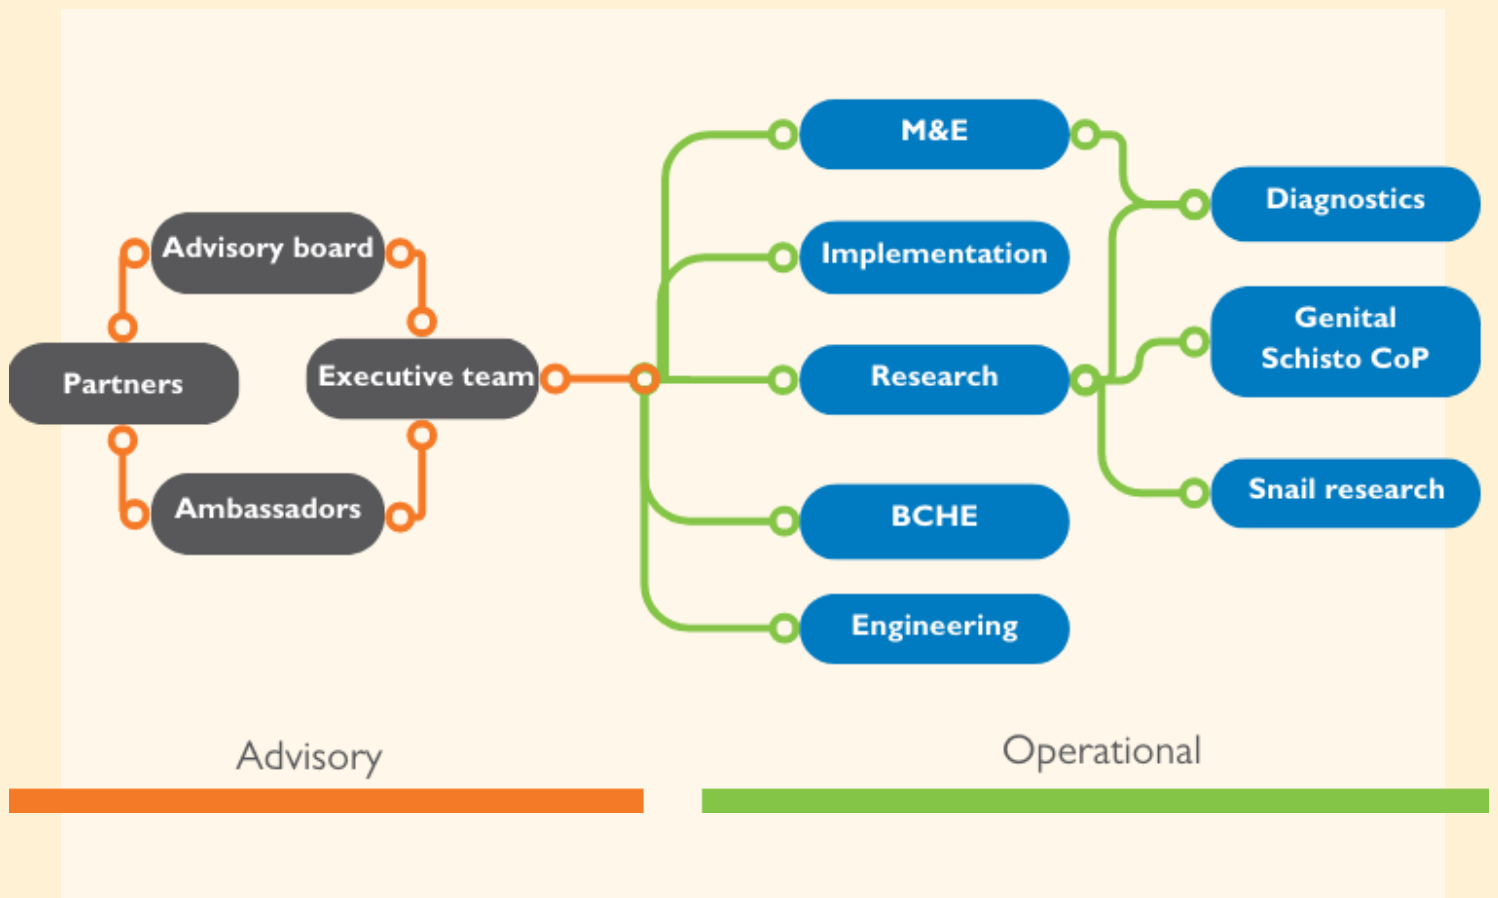 Advisory board
Partners
Executive team
Ambassadors
M&E
Implementation
Research
BCHE
Engineering
Diagnostics
Genital
Schisto CoP
Snail research
Advisory
Operational